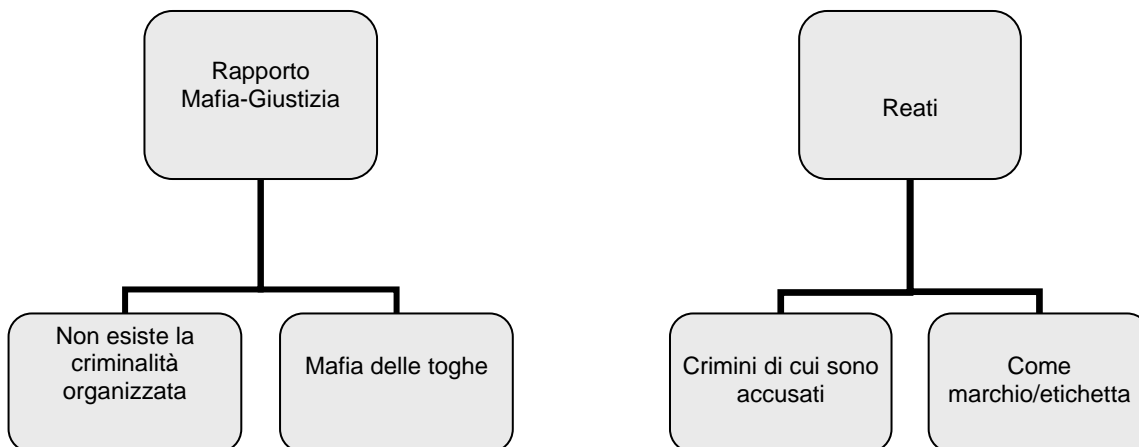 Rapporto
Mafia-Giustizia
Reati
Non esiste la
criminalità
organizzata
Mafia delle toghe
Crimini di cui sono
accusati
Come
marchio/etichetta